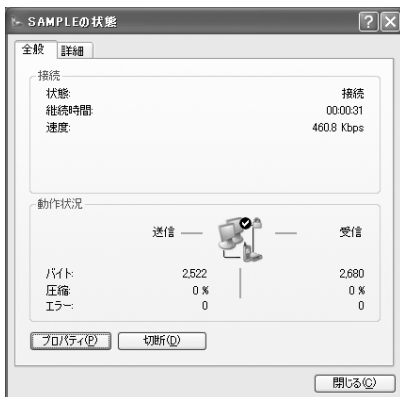 SAMPLEの状態
全般 詳細
接続
状態: 接続
継続時間: 00:00:31
速度: 460.8 Kbps
動作状況
送信 受信
バイト: 2,522 2,680
圧縮: 0 % 0 %
エラー: 0 0
プロパティ(P) 切断(D)
閉じる(C)